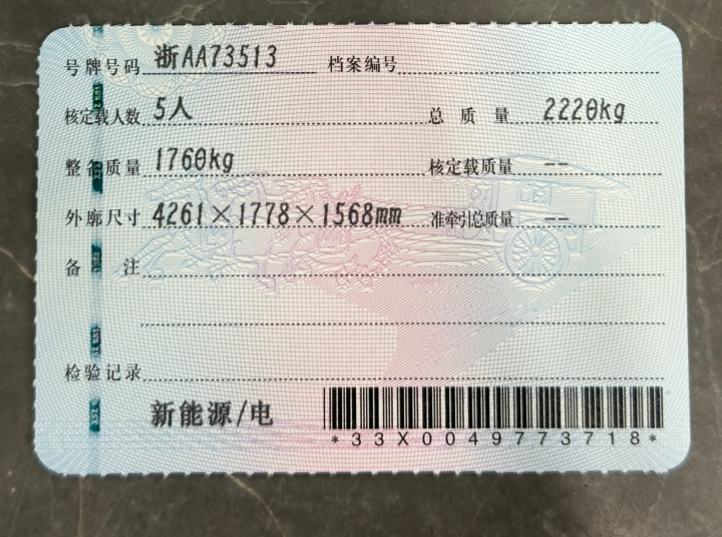 号牌号码 浙AA73513 档案编号
核定载人数 5人 总质量 2220kg
整备质量 1760kg 核定载质量 --
外廓尺寸 4261×1778×1568mm 准牵引总质量 --
备注
检验记录
新能源/电
*33X0049773718*